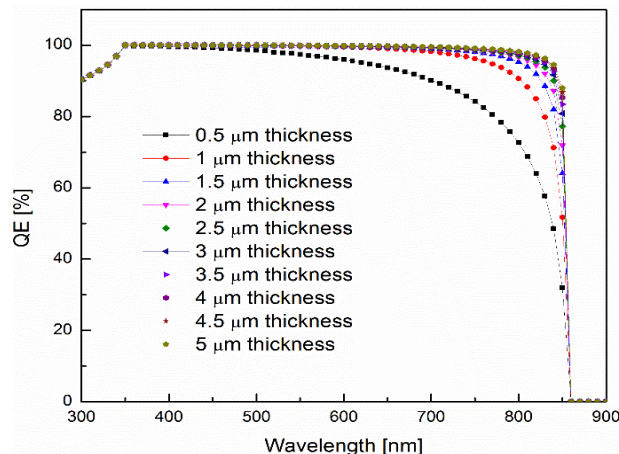 QE [%]
100
80
60
40
20
0
0.5 μm thickness
1 μm thickness
1.5 μm thickness
2 μm thickness
2.5 μm thickness
3 μm thickness
3.5 μm thickness
4 μm thickness
4.5 μm thickness
5 μm thickness
300 400 500 600 700 800 900
Wavelength [nm]